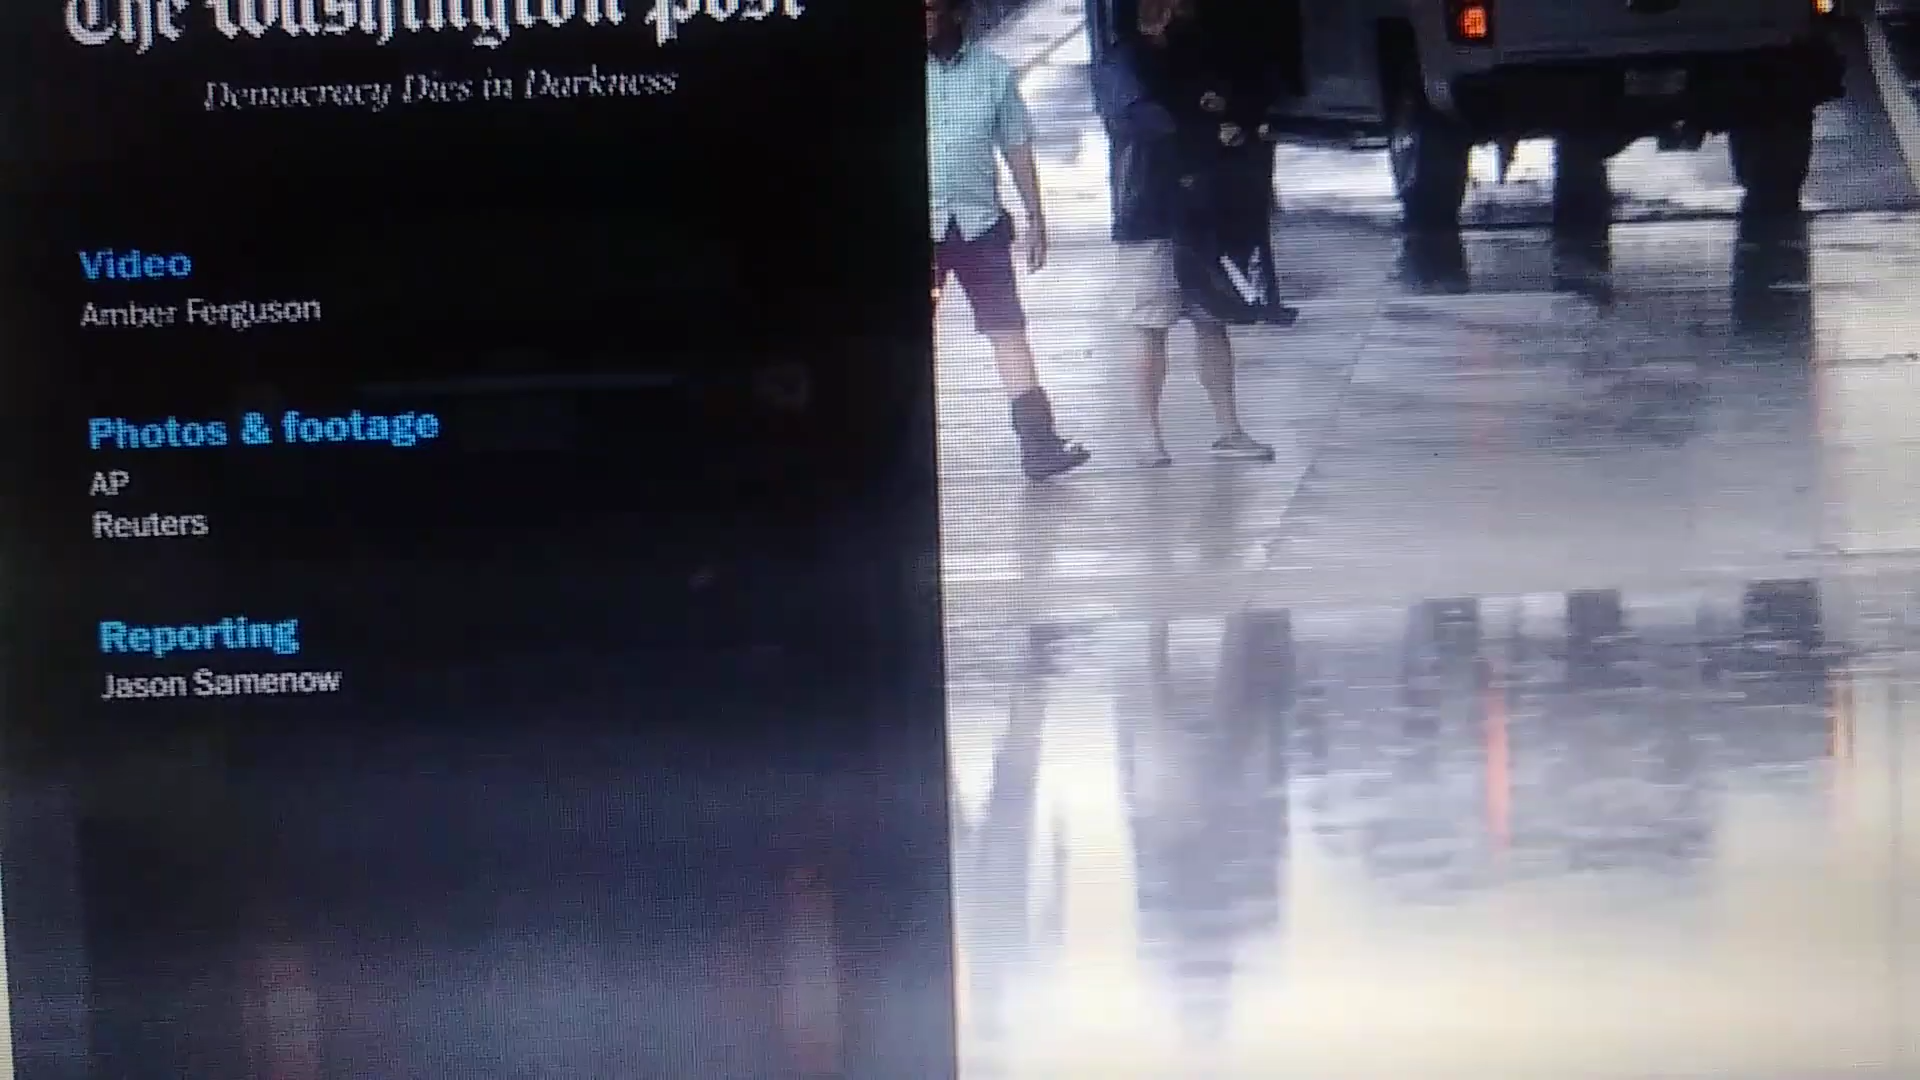 The Washington Post
Democracy Dies in Darkness
Video
Amber Ferguson
Photos & footage
AP
Reuters
Reporting
Jason Samenow